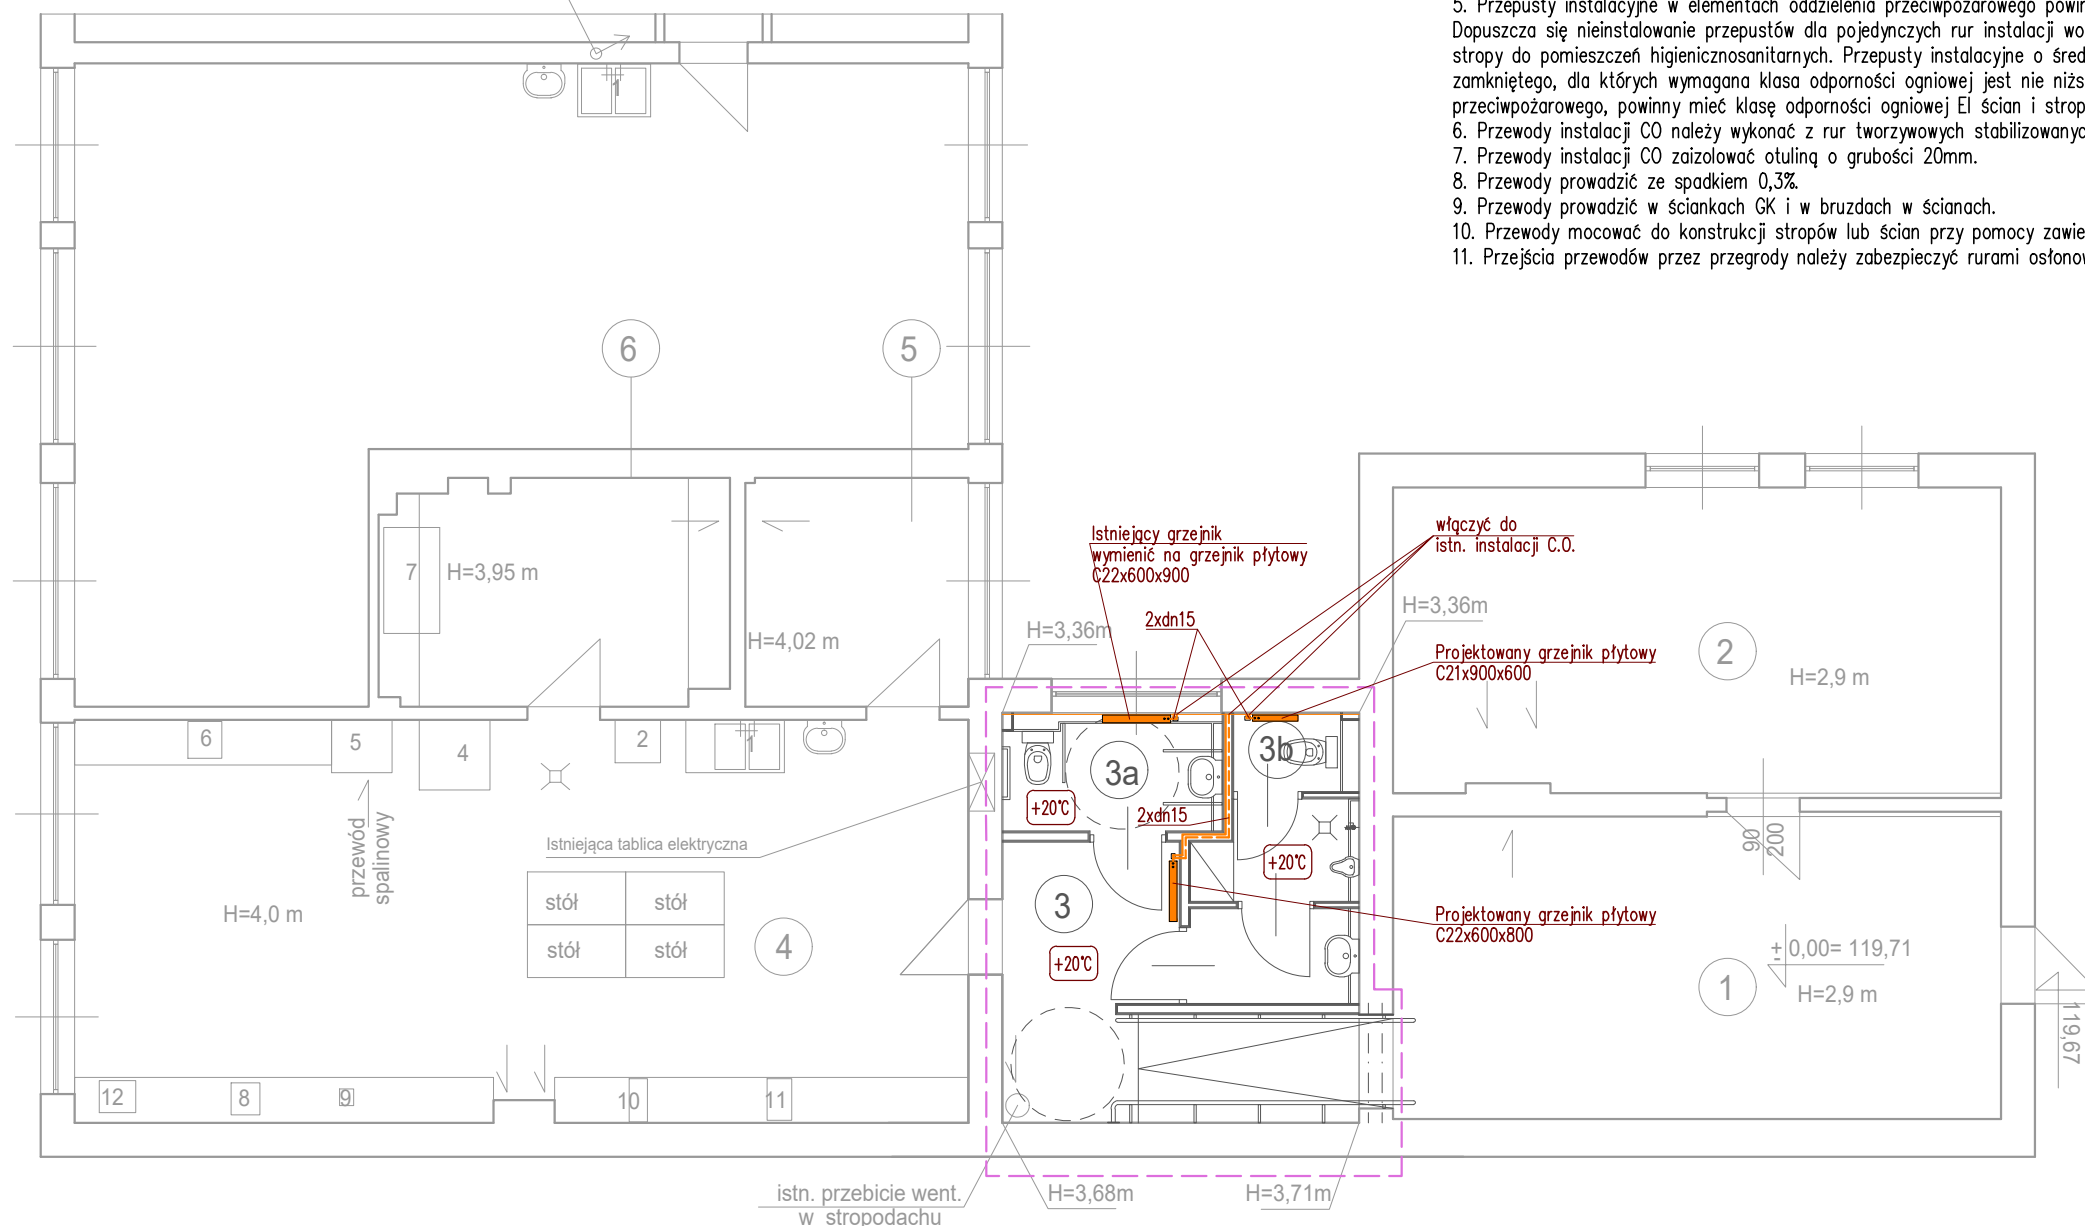 5. Przepusty instalacyjne w elementach oddzielenia przeciwpożarowego powin
Dopuszcza się nieinstalowanie przepustów dla pojedynczych rur instalacji wo
stropy do pomieszczeń higienicznosanitarnych. Przepusty instalacyjne o śred
zamkniętego, dla których wymagana klasa odporności ogniowej jest nie niżs
przeciwpożarowego, powinny mieć klasę odporności ogniowej EI ścian i strop
6. Przewody instalacji CO należy wykonać z rur tworzywowych stabilizowanyc
7. Przewody instalacji CO zaizolować otuliną o grubości 20mm.
8. Przewody prowadzić ze spadkiem 0,3%.
9. Przewody prowadzić w ściankach GK i w bruzdach w ścianach.
10. Przewody mocować do konstrukcji stropów lub ścian przy pomocy zawie
11. Przejścia przewodów przez przegrody należy zabezpieczyć rurami osłonow
1
6
5
7
H=3,95 m
H=4,02 m
Istniejący grzejnik
wymienić na grzejnik płytowy
C22x600x900
włączyć do
istn. instalacji C.O.
2xdn15
H=3,36m
H=3,36m
Projektowany grzejnik płytowy
C21x900x600
2
H=2,9 m
6
5
4
2
1
3a
3b
+20°C
2xdn15
+20°C
przewód
spalinowy
Istniejąca tablica elektryczna
90
200
stół
stół
stół
stół
H=4,0 m
4
3
+20°C
Projektowany grzejnik płytowy
C22x600x800
± 0,00= 119,71
1
H=2,9 m
119,67
12
8
9
10
11
istn. przebicie went.
w stropodachu
H=3,68m
H=3,71m